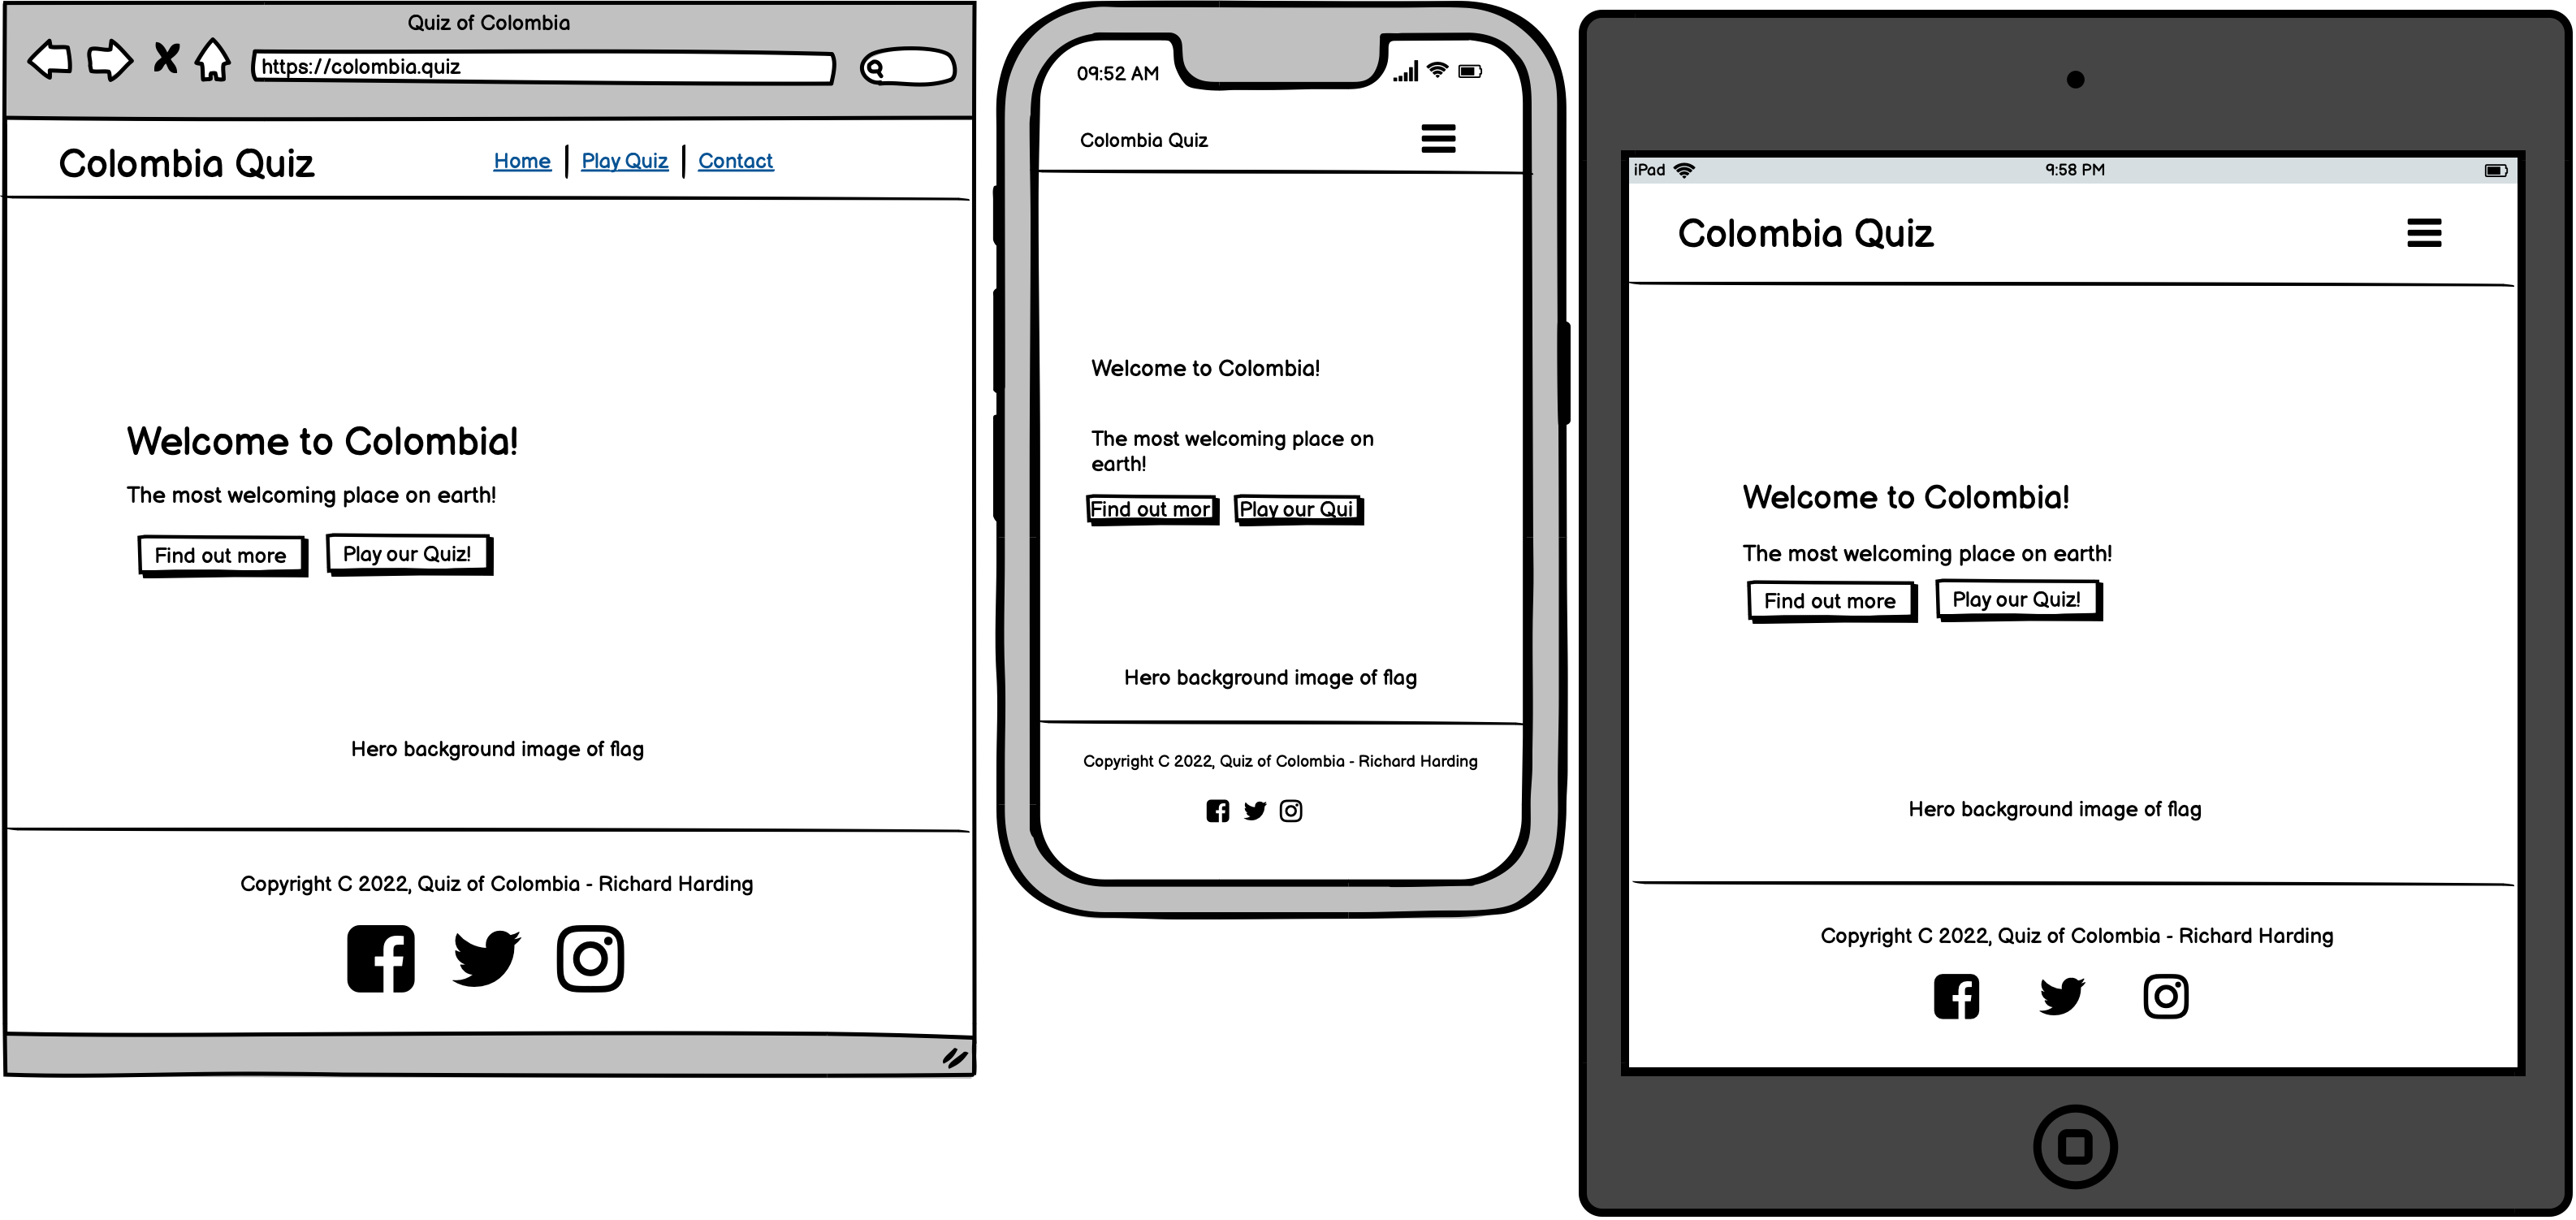 Quiz of Colombia
https://colombia.quiz
Colombia Quiz
Home | Play Quiz | Contact
Welcome to Colombia!
The most welcoming place on earth!
Find out more
Play our Quiz!
Hero background image of flag
Copyright C 2022, Quiz of Colombia - Richard Harding
09:52 AM
Colombia Quiz
Welcome to Colombia!
The most welcoming place on
earth!
Find out mor
Play our Qui
Hero background image of flag
Copyright C 2022, Quiz of Colombia - Richard Harding
iPad
9:58 PM
Colombia Quiz
Welcome to Colombia!
The most welcoming place on earth!
Find out more
Play our Quiz!
Hero background image of flag
Copyright C 2022, Quiz of Colombia - Richard Harding